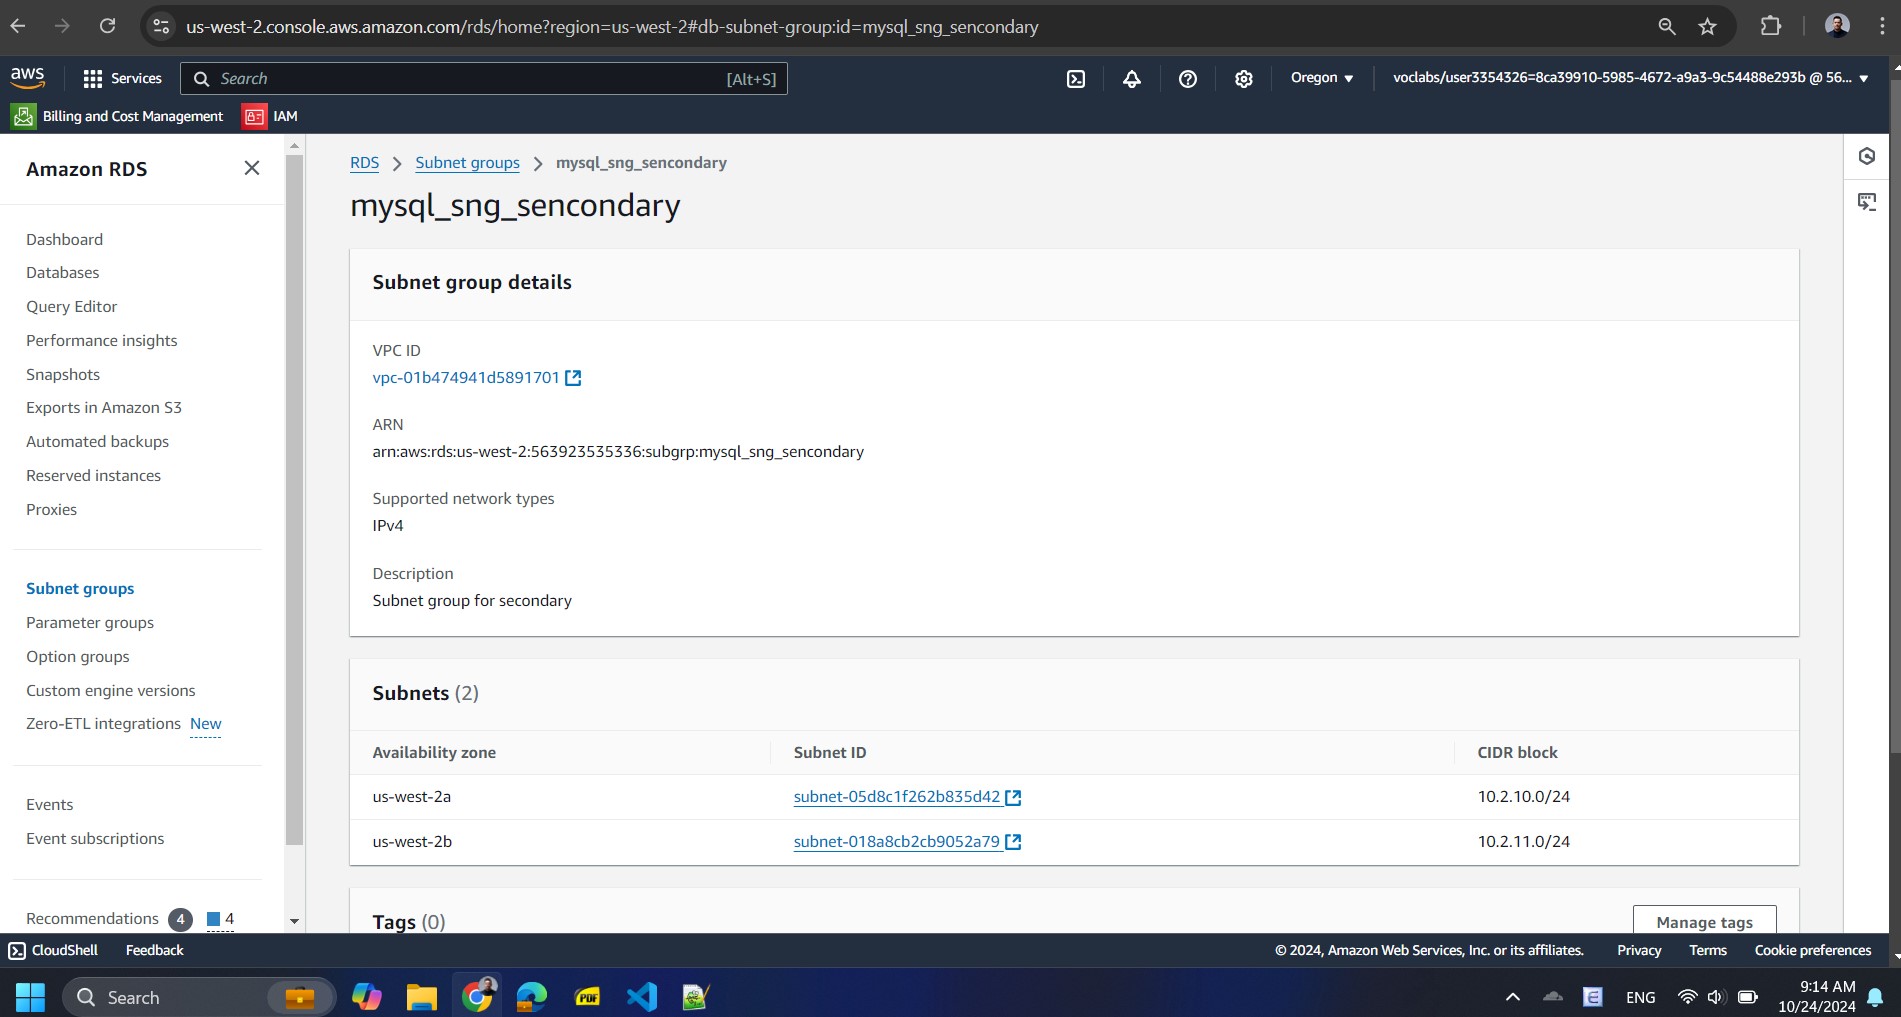 us-west-2.console.aws.amazon.com/rds/home?region=us-west-2#db-subnet-group:id=mysql_sng_sencondary
aws
Services
Search
[Alt+S]
Oregon
voclabs/user3354326=8ca39910-5985-4672-a9a3-9c54488e293b @ 56...
Billing and Cost Management
IAM
Amazon RDS
Dashboard
Databases
Query Editor
Performance insights
Snapshots
Exports in Amazon S3
Automated backups
Reserved instances
Proxies
Subnet groups
Parameter groups
Option groups
Custom engine versions
Zero-ETL integrations New
Events
Event subscriptions
Recommendations 4 4
RDS > Subnet groups > mysql_sng_sencondary
mysql_sng_sencondary
Subnet group details
VPC ID
vpc-01b474941d5891701
ARN
arn:aws:rds:us-west-2:563923535336:subgrp:mysql_sng_sencondary
Supported network types
IPv4
Description
Subnet group for secondary
Subnets (2)
Availability zone Subnet ID CIDR block
us-west-2a subnet-05d8c1f262b835d42 10.2.10.0/24
us-west-2b subnet-018a8cb2cb9052a79 10.2.11.0/24
Tags (0)
Manage tags
CloudShell Feedback
© 2024, Amazon Web Services, Inc. or its affiliates. Privacy Terms Cookie preferences
Search
PDF
ENG
9:14 AM
10/24/2024